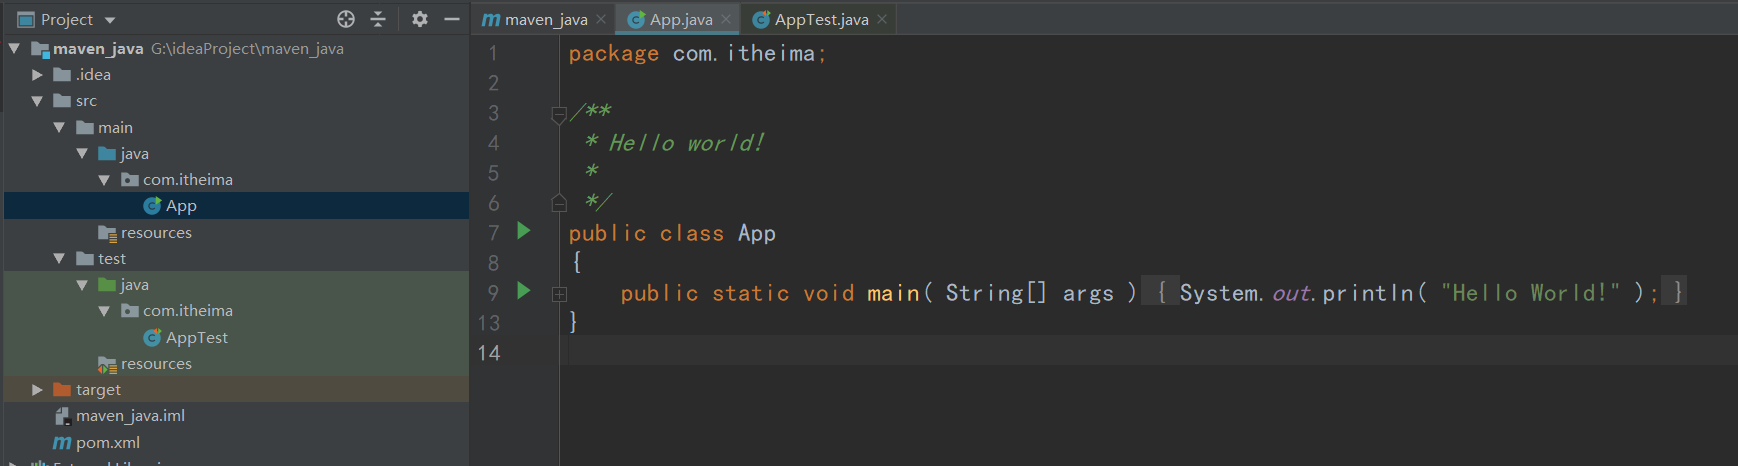 Project
maven_java G:\ideaProject\maven_java
.idea
src
main
java
com.itheima
App
resources
test
java
com.itheima
AppTest
resources
target
maven_java.iml
pom.xml
maven_java
App.java
AppTest.java
1 package com.itheima;
2
3 /**
4 * Hello world!
5 *
6 */
7 public class App
8 {
9 public static void main( String[] args ) { System.out.println( "Hello World!" ); }
13 }
14